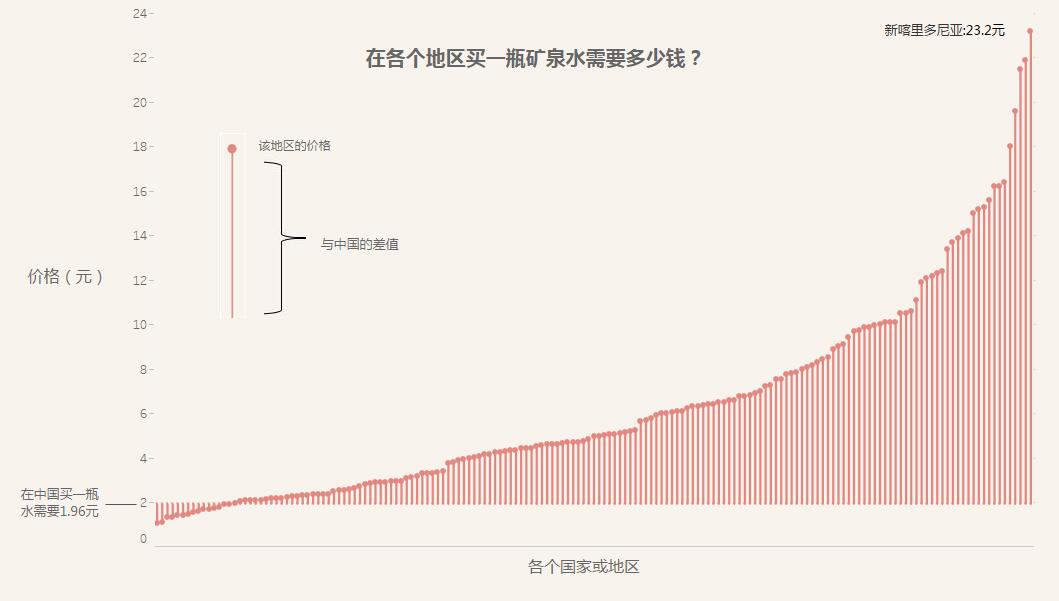 24
新喀里多尼亚:23.2元
22
在各个地区买一瓶矿泉水需要多少钱？
20
18
该地区的价格
16
14
与中国的差值
价格（元）
12
10
8
6
4
在中国买一瓶
水需要1.96元
2
0
各个国家或地区